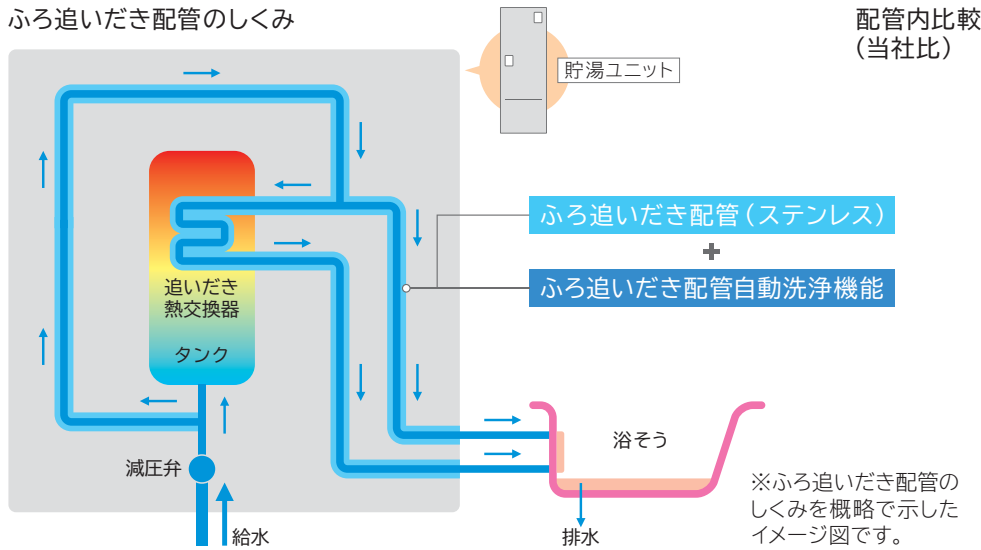 ふろ追いだき配管のしくみ
配管内比較
(当社比)
貯湯ユニット
ふろ追いだき配管(ステンレス)
+
ふろ追いだき配管自動洗浄機能
追いだき
熱交換器
タンク
減圧弁
給水
浴そう
排水
※ふろ追いだき配管の
しくみを概略で示した
イメージ図です。